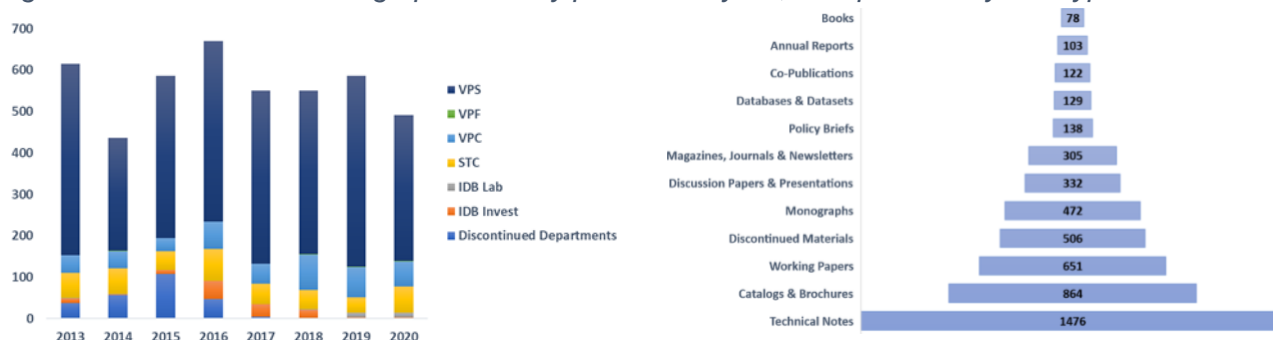 700
600
500
400
300
200
100
0
2013 2014 2015 2016 2017 2018 2019 2020
VPS
VPF
VPC
STC
IDB Lab
IDB Invest
Discontinued Departments
Books 78
Annual Reports 103
Co-Publications 122
Databases & Datasets 129
Policy Briefs 138
Magazines, Journals & Newsletters 305
Discussion Papers & Presentations 332
Monographs 472
Discontinued Materials 506
Working Papers 651
Catalogs & Brochures 864
Technical Notes 1476